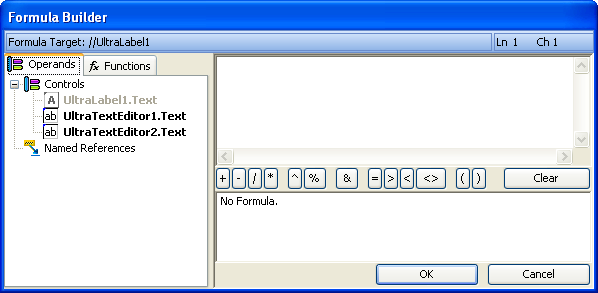 Formula Builder
Formula Target: //UltraLabel1
Ln 1 Ch 1
Operands fx Functions
Controls
A UltraLabel1.Text
ab UltraTextEditor1.Text
ab UltraTextEditor2.Text
Named References
+ - / * ^ % & = > < <> ( ) Clear
No Formula.
OK Cancel